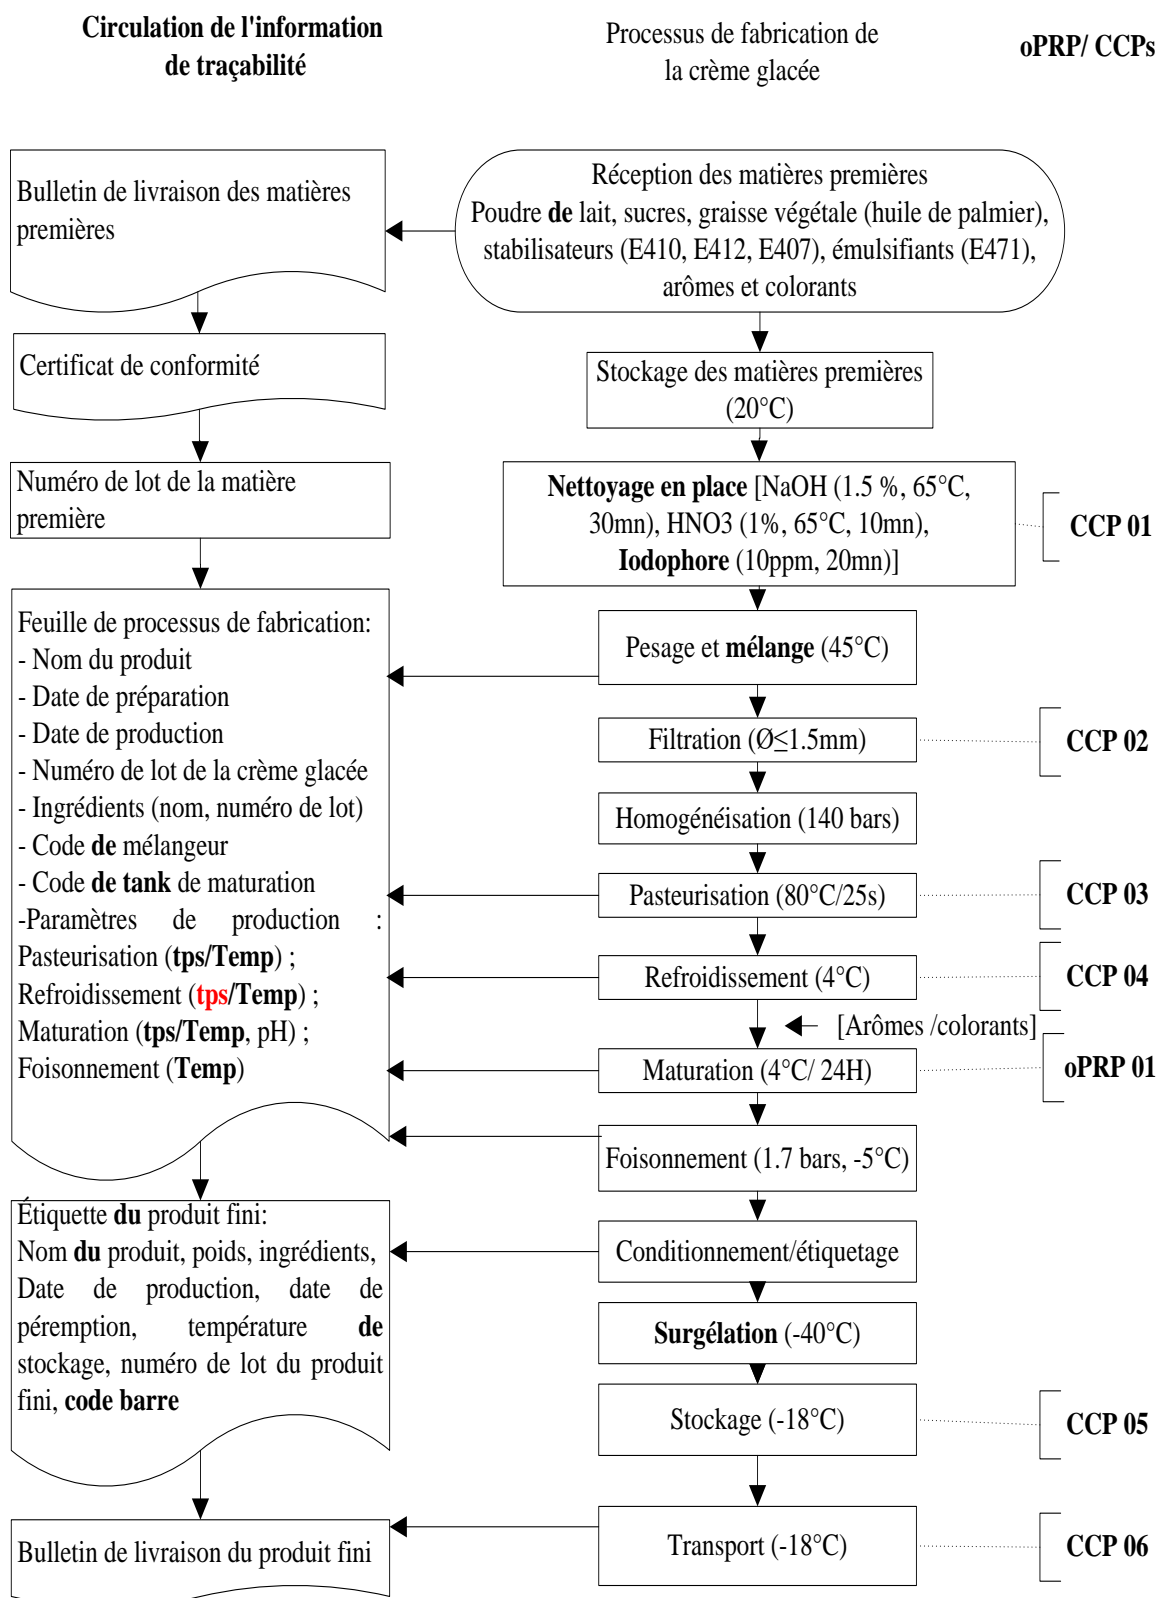 Circulation de l'information
de traçabilité
Processus de fabrication de
la crème glacée
oPRP/ CCPs
Bulletin de livraison des matières
premières
Réception des matières premières
Poudre de lait, sucres, graisse végétale (huile de palmier),
stabilisateurs (E410, E412, E407), émulsifiants (E471),
arômes et colorants
Certificat de conformité
Stockage des matières premières
(20°C)
Numéro de lot de la matière
première
Nettoyage en place [NaOH (1.5 %, 65°C,
30mn), HNO3 (1%, 65°C, 10mn),
Iodophore (10ppm, 20mn)]
CCP 01
Feuille de processus de fabrication:
- Nom du produit
- Date de préparation
- Date de production
- Numéro de lot de la crème glacée
- Ingrédients (nom, numéro de lot)
- Code de mélangeur
- Code de tank de maturation
-Paramètres de production :
Pasteurisation (tps/Temp) ;
Refroidissement (tps/Temp) ;
Maturation (tps/Temp, pH) ;
Foisonnement (Temp)
Pesage et mélange (45°C)
Filtration (Ø≤1.5mm)
CCP 02
Homogénéisation (140 bars)
Pasteurisation (80°C/25s)
CCP 03
Refroidissement (4°C)
CCP 04
[Arômes /colorants]
Maturation (4°C/ 24H)
oPRP 01
Foisonnement (1.7 bars, -5°C)
Étiquette du produit fini:
Nom du produit, poids, ingrédients,
Date de production, date de
péremption, température de
stockage, numéro de lot du produit
fini, code barre
Conditionnement/étiquetage
Surgélation (-40°C)
Stockage (-18°C)
CCP 05
Bulletin de livraison du produit fini
Transport (-18°C)
CCP 06